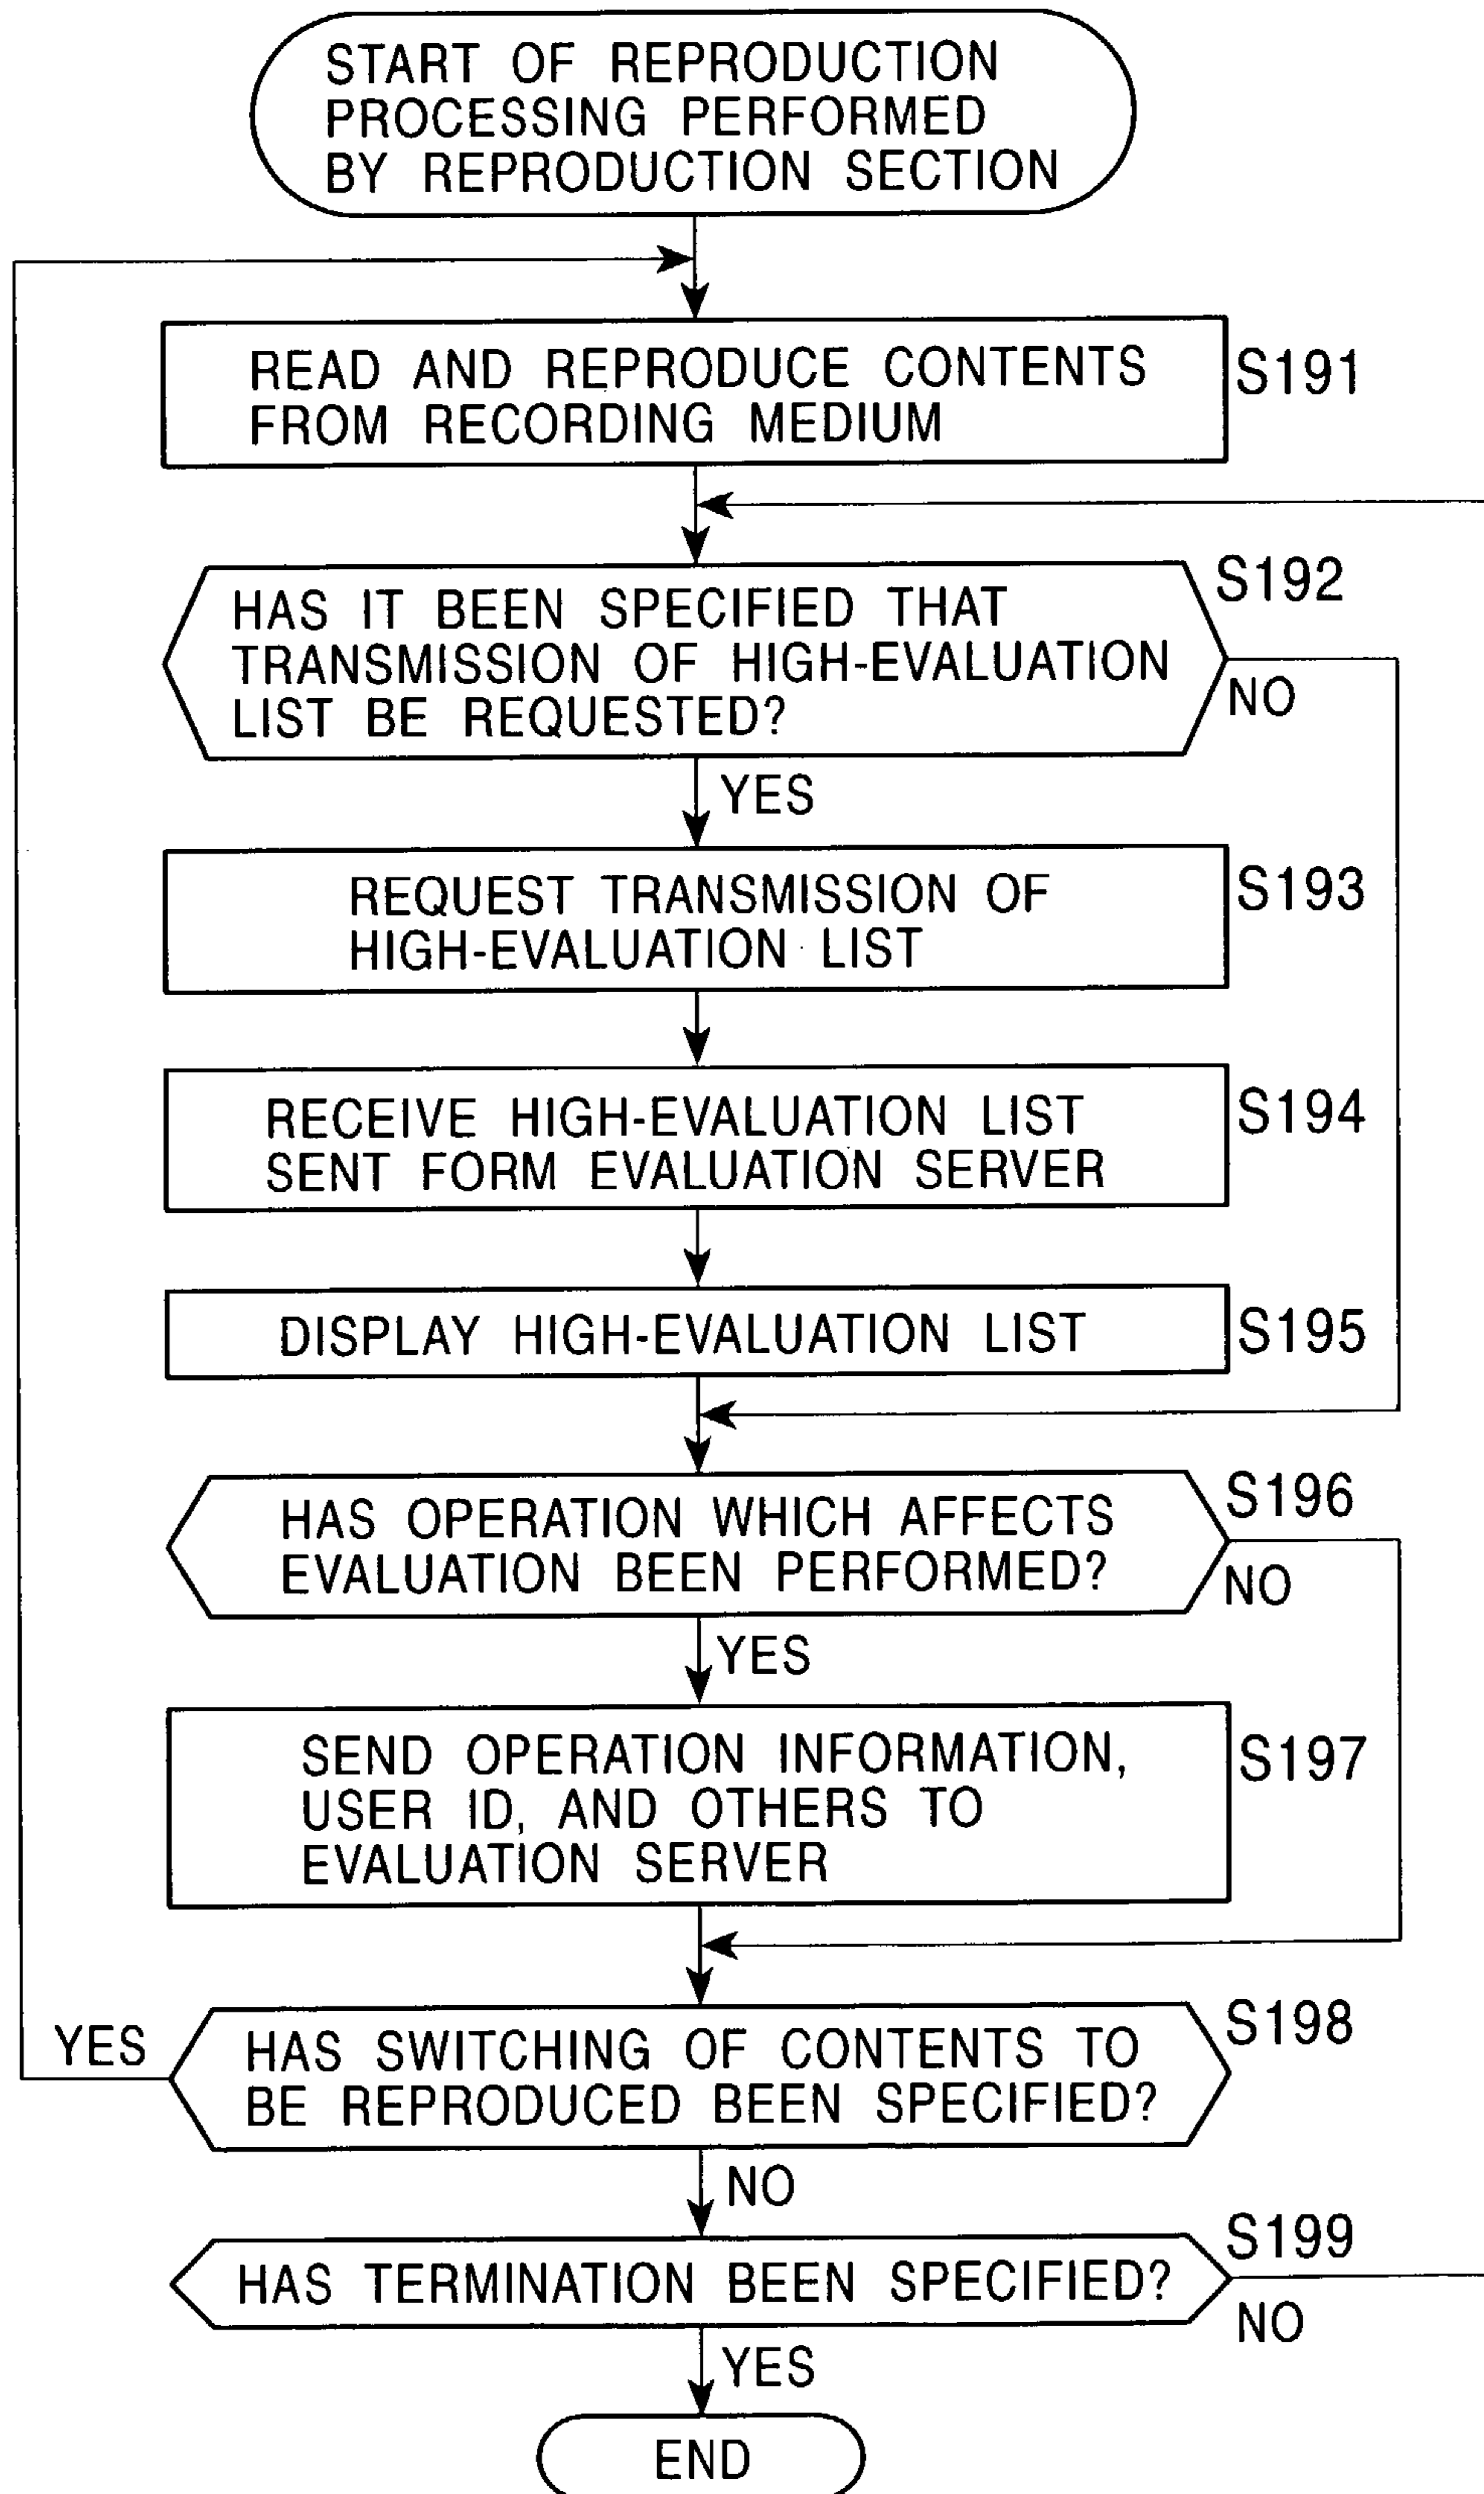 START OF REPRODUCTION
PROCESSING PERFORMED
BY REPRODUCTION SECTION
READ AND REPRODUCE CONTENTS
FROM RECORDING MEDIUM
S191
HAS IT BEEN SPECIFIED THAT
TRANSMISSION OF HIGH-EVALUATION
LIST BE REQUESTED?
S192
NO
YES
REQUEST TRANSMISSION OF
HIGH-EVALUATION LIST
S193
RECEIVE HIGH-EVALUATION LIST
SENT FORM EVALUATION SERVER
S194
DISPLAY HIGH-EVALUATION LIST
S195
HAS OPERATION WHICH AFFECTS
EVALUATION BEEN PERFORMED?
S196
NO
YES
SEND OPERATION INFORMATION,
USER ID, AND OTHERS TO
EVALUATION SERVER
S197
YES
HAS SWITCHING OF CONTENTS TO
BE REPRODUCED BEEN SPECIFIED?
S198
NO
HAS TERMINATION BEEN SPECIFIED?
S199
NO
YES
END